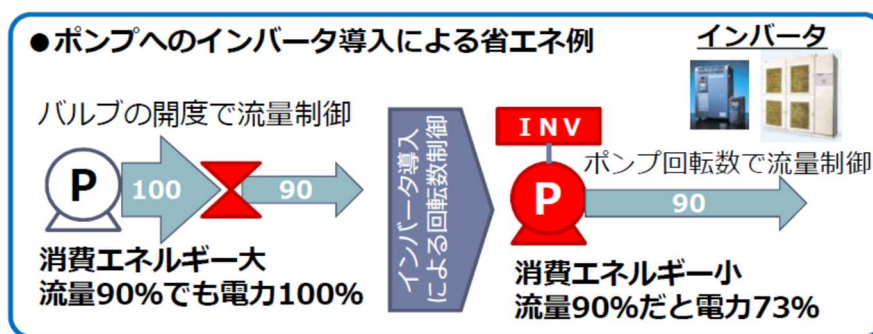 ●ポンプへのインバータ導入による省エネ例
インバータ
バルブの開度で流量制御
P
100
90
消費エネルギー大
流量90%でも電力100%
インバータ導入
による回転数制御
INV
ポンプ回転数で流量制御
P
90
消費エネルギー小
流量90%だと電力73%